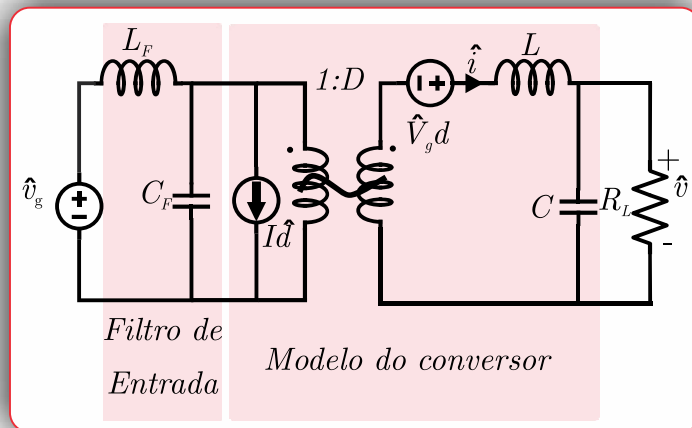 L_F
1:D
î
L
V̂_g d
v̂_g
C_F
Id̂
C
R_L
+
v̂
-
Filtro de
Entrada
Modelo do conversor